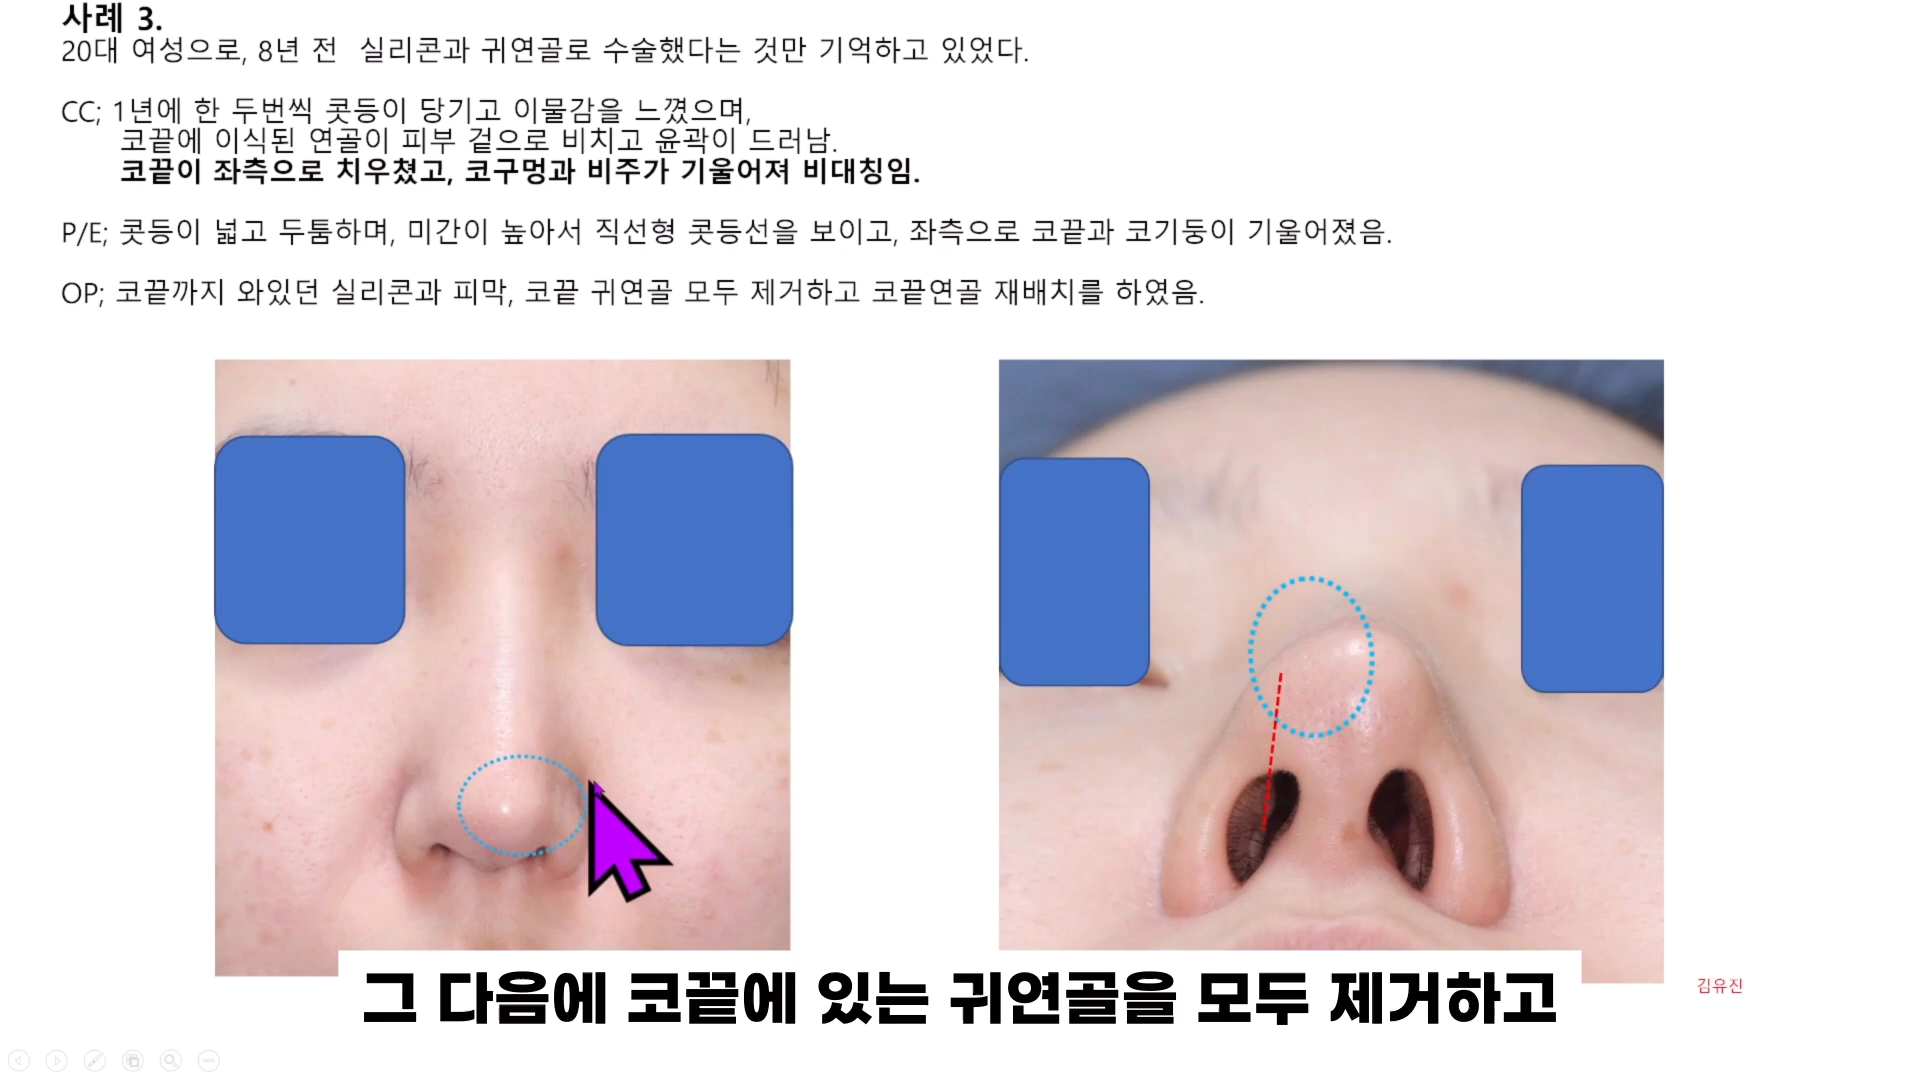 사례 3.
20대 여성으로, 8년 전 실리콘과 귀연골로 수술했다는 것만 기억하고 있었다.
CC; 1년에 한 두번씩 콧등이 당기고 이물감을 느꼈으며,
코끝에 이식된 연골이 피부 겉으로 비치고 윤곽이 드러남.
코끝이 좌측으로 치우쳤고, 코구멍과 비주가 기울어져 비대칭임.
P/E; 콧등이 넓고 두툼하며, 미간이 높아서 직선형 콧등선을 보이고, 좌측으로 코끝과 코기둥이 기울어졌음.
OP; 코끝까지 와있던 실리콘과 피막, 코끝 귀연골 모두 제거하고 코끝연골 재배치를 하였음.
그 다음에 코끝에 있는 귀연골을 모두 제거하고
김유진